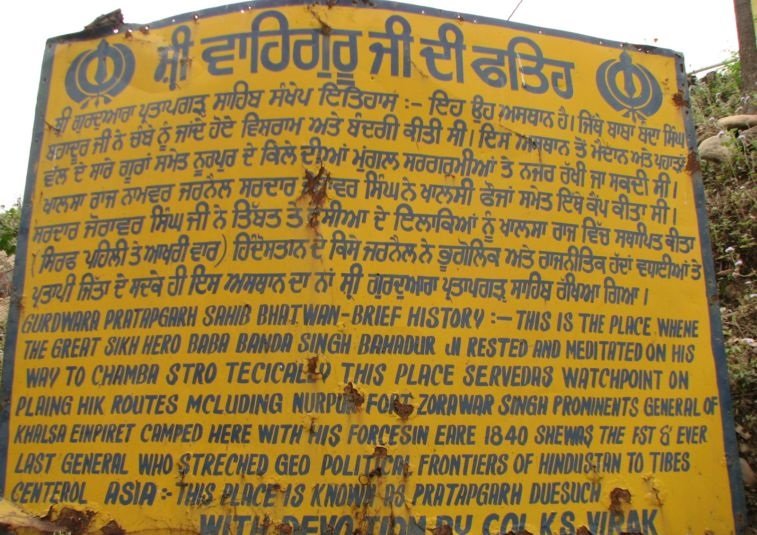 ਸ੍ਰੀ ਵਾਹਿਗੁਰੂ ਜੀ ਦੀ ਫਤਿਹ
ਸ੍ਰੀ ਗੁਰਦੁਆਰਾ ਪ੍ਰਤਾਪਗੜ੍ਹ ਸਾਹਿਬ ਸੰਖੇਪ ਇਤਿਹਾਸ :- ਇਹ ਉਹ ਅਸਥਾਨ ਹੈ। ਜਿੱਥੇ ਬਾਬਾ ਬੰਦਾ ਸਿੰਘ
ਬਹਾਦੁਰ ਜੀ ਨੇ ਚੰਬੇ ਨੂੰ ਜਾਂਦੇ ਹੋਏ ਵਿਸ਼ਰਾਮ ਅਤੇ ਬੰਦਗੀ ਕੀਤੀ ਸੀ। ਇਸ ਅਸਥਾਨ ਤੋਂ ਮੈਦਾਨ ਅਤੇ ਪਹਾੜਾਂ
ਵੱਲ ਦੇ ਸਾਰੇ ਰਾਹਾਂ ਸਮੇਤ ਨੂਰਪੁਰ ਦੇ ਕਿਲੇ ਦੀਆਂ ਮੁਗਲ ਸਰਗਰਮੀਆਂ ਤੇ ਨਜਰ ਰੱਖੀ ਜਾ ਸਕਦੀ ਸੀ।
ਖਾਲਸਾ ਰਾਜ ਨਾਮਵਰ ਜਰਨੈਲ ਸਰਦਾਰ ਸਿੰਘ ਨੇ ਖਾਲਸੀ ਫੌਜਾਂ ਸਮੇਤ ਇੱਥੇ ਕੈਂਪ ਕੀਤਾ ਸੀ।
ਸਰਦਾਰ ਜੋਰਾਵਰ ਸਿੰਘ ਜੀ ਨੇ ਤਿੱਬਤ ਤੇ ਦੇ ਇਲਾਕਿਆਂ ਨੂੰ ਖਾਲਸਾ ਰਾਜ ਵਿੱਚ ਸਥਾਪਿਤ ਕੀਤਾ
(ਸਿਰਫ ਪਹਿਲੀ ਤੇ ਆਖਰੀ ਵਾਰ) ਹਿੰਦੋਸਤਾਨ ਦੇ ਕਿਸੇ ਜਰਨੈਲ ਨੇ ਭੂਗੋਲਿਕ ਅਤੇ ਰਾਜਨੀਤਿਕ ਹੱਦਾਂ ਵਧਾਈਆਂ ਤੇ
ਪ੍ਰਤਾਪੀ ਜਿੱਤਾ ਦੇ ਸਦਕੇ ਹੀ ਇਸ ਅਸਥਾਨ ਦਾ ਨਾਂ ਸ੍ਰੀ ਗੁਰਦੁਆਰਾ ਪ੍ਰਤਾਪਗੜ੍ਹ ਸਾਹਿਬ ਰੱਖਿਆ ਗਿਆ।
GURDWARA PRATAPGARH SAHIB BHATWAN-BRIEF HISTORY :- THIS IS THE PLACE WHENE
THE GREAT SIKH HERO BABA BANDA SINGH BAHADUR JI RESTED AND MEDITATED ON HIS
WAY TO CHAMBA STRO TECICALLY THIS PLACE SERVEDAS WATCHPOINT ON
PLAING HIK ROUTES MCLUDING NURPUR FORT ZORAWAR SINGH PROMINENTS GENERAL OF
KHALSA EINPIRET CAMPED HERE WITH HIS FORCESIN EARE 1840 SHEWAS THE FST & EVER
LAST GENERAL WHO STRECHED GEO POLITICAL FRONTIERS OF HINDUSTAN TO TIBES
CENTEROL ASIA :- THIS PLACE IS KNOWA AS PRATAPGARH DUESUCH
WITH DEVOTION BY COL K.S. VIRAK